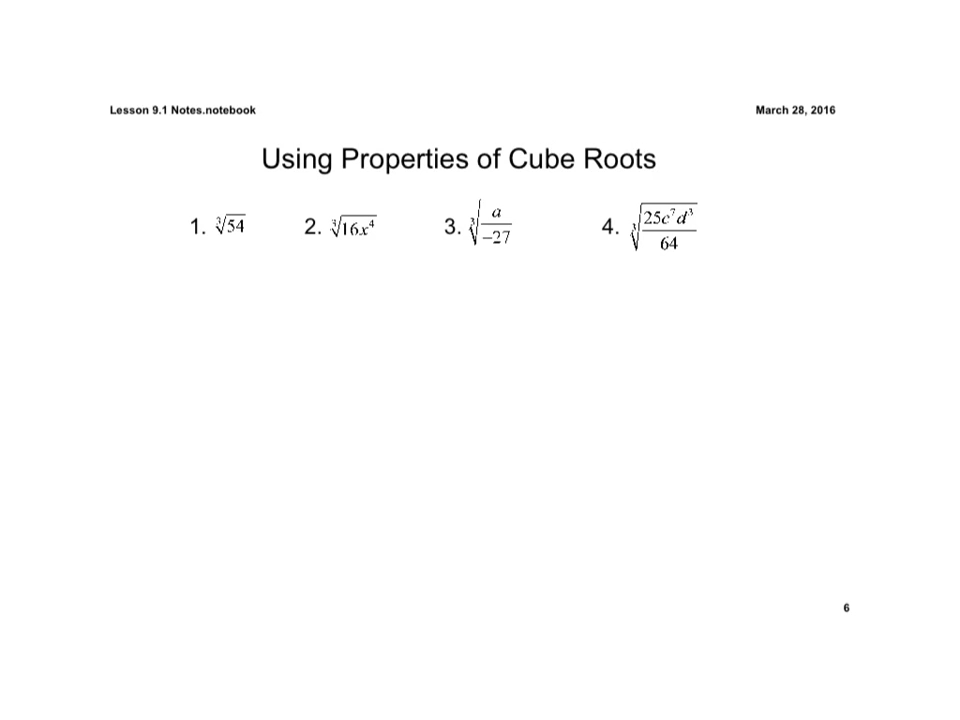 Lesson 9.1 Notes.notebook March 28, 2016
Using Properties of Cube Roots
1. ∛54 2. ∛16x⁴ 3. ∛(a/−27) 4. ∛(25c⁷d³/64)
6